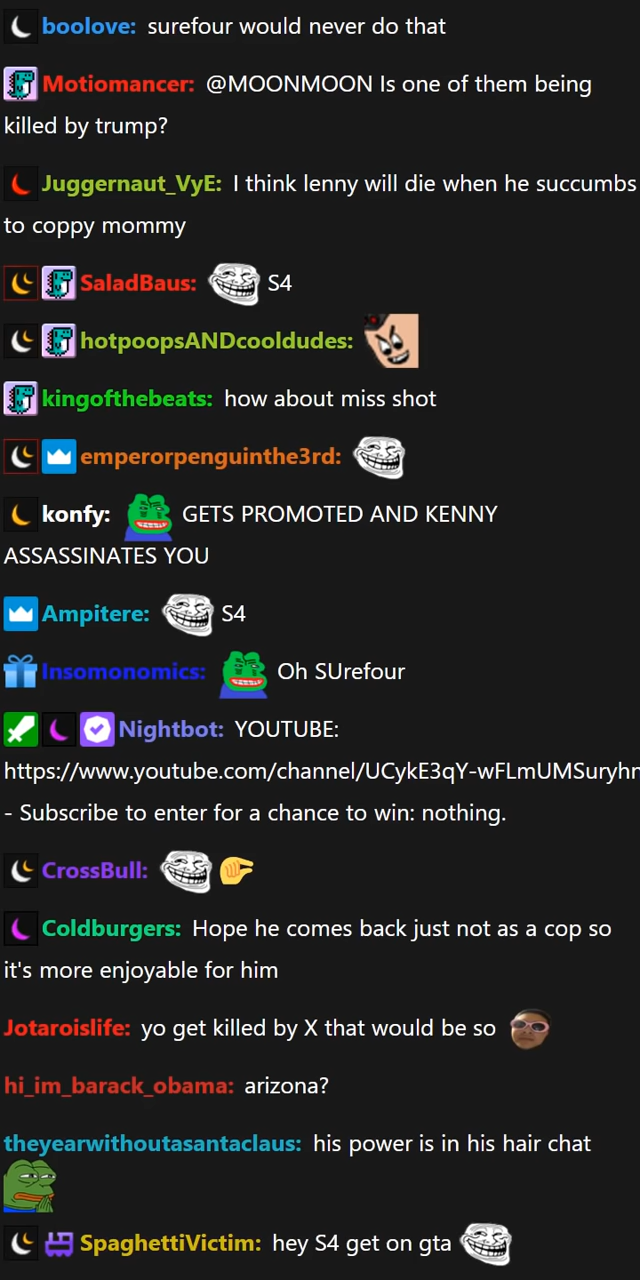 boolove: surefour would never do that
Motiomancer: @MOONMOON Is one of them being
killed by trump?
Juggernaut_VyE: I think lenny will die when he succumbs
to coppy mommy
SaladBaus: S4
hotpoopsANDcooldudes:
kingofthebeats: how about miss shot
emperorpenguinthe3rd:
konfy: GETS PROMOTED AND KENNY
ASSASSINATES YOU
Ampitere: S4
Insomonomics: Oh SUrefour
Nightbot: YOUTUBE:
https://www.youtube.com/channel/UCykE3qY-wFLmUMSuryhn
- Subscribe to enter for a chance to win: nothing.
CrossBull:
Coldburgers: Hope he comes back just not as a cop so
it's more enjoyable for him
Jotaroislife: yo get killed by X that would be so
hi_im_barack_obama: arizona?
theyearwithoutasantaclaus: his power is in his hair chat
SpaghettiVictim: hey S4 get on gta